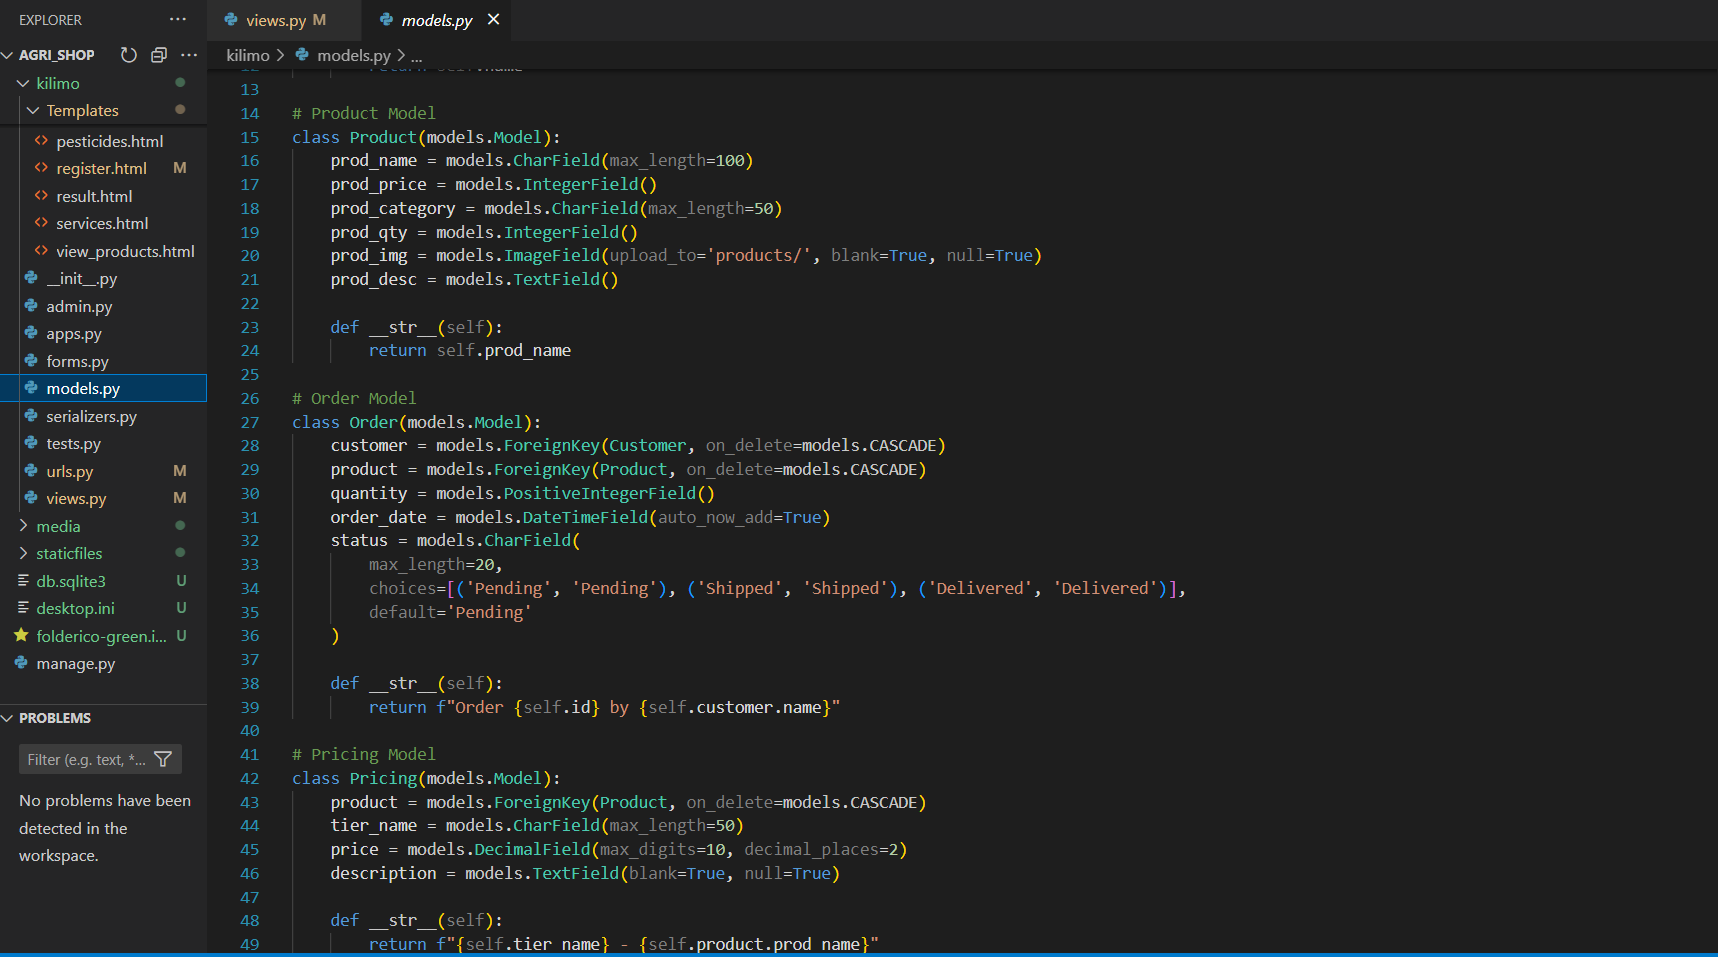 EXPLORER ...
AGRI_SHOP ...
kilimo
Templates
pesticides.html
register.html M
result.html
services.html
view_products.html
__init__.py
admin.py
apps.py
forms.py
models.py
serializers.py
tests.py
urls.py M
views.py M
media
staticfiles
db.sqlite3 U
desktop.ini U
folderico-green.i... U
manage.py
PROBLEMS
Filter (e.g. text, *...
No problems have been
detected in the
workspace.
views.py M models.py
kilimo > models.py > ...
12 return self.name
13
14 # Product Model
15 class Product(models.Model):
16 prod_name = models.CharField(max_length=100)
17 prod_price = models.IntegerField()
18 prod_category = models.CharField(max_length=50)
19 prod_qty = models.IntegerField()
20 prod_img = models.ImageField(upload_to='products/', blank=True, null=True)
21 prod_desc = models.TextField()
22
23 def __str__(self):
24 return self.prod_name
25
26 # Order Model
27 class Order(models.Model):
28 customer = models.ForeignKey(Customer, on_delete=models.CASCADE)
29 product = models.ForeignKey(Product, on_delete=models.CASCADE)
30 quantity = models.PositiveIntegerField()
31 order_date = models.DateTimeField(auto_now_add=True)
32 status = models.CharField(
33 max_length=20,
34 choices=[('Pending', 'Pending'), ('Shipped', 'Shipped'), ('Delivered', 'Delivered')],
35 default='Pending'
36 )
37
38 def __str__(self):
39 return f"Order {self.id} by {self.customer.name}"
40
41 # Pricing Model
42 class Pricing(models.Model):
43 product = models.ForeignKey(Product, on_delete=models.CASCADE)
44 tier_name = models.CharField(max_length=50)
45 price = models.DecimalField(max_digits=10, decimal_places=2)
46 description = models.TextField(blank=True, null=True)
47
48 def __str__(self):
49 return f"{self.tier_name} - {self.product.prod_name}"